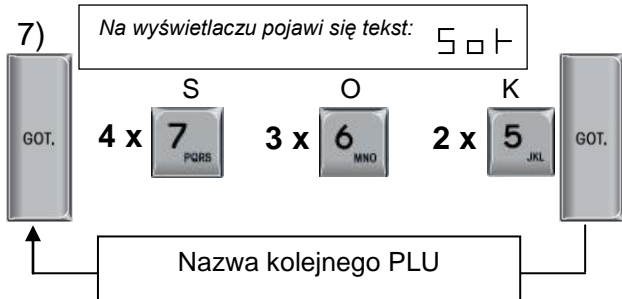 7)
Na wyświetlaczu pojawi się tekst: Sok
S O K
GOT. 4 x 7 PQRS 3 x 6 MNO 2 x 5 JKL GOT.
Nazwa kolejnego PLU